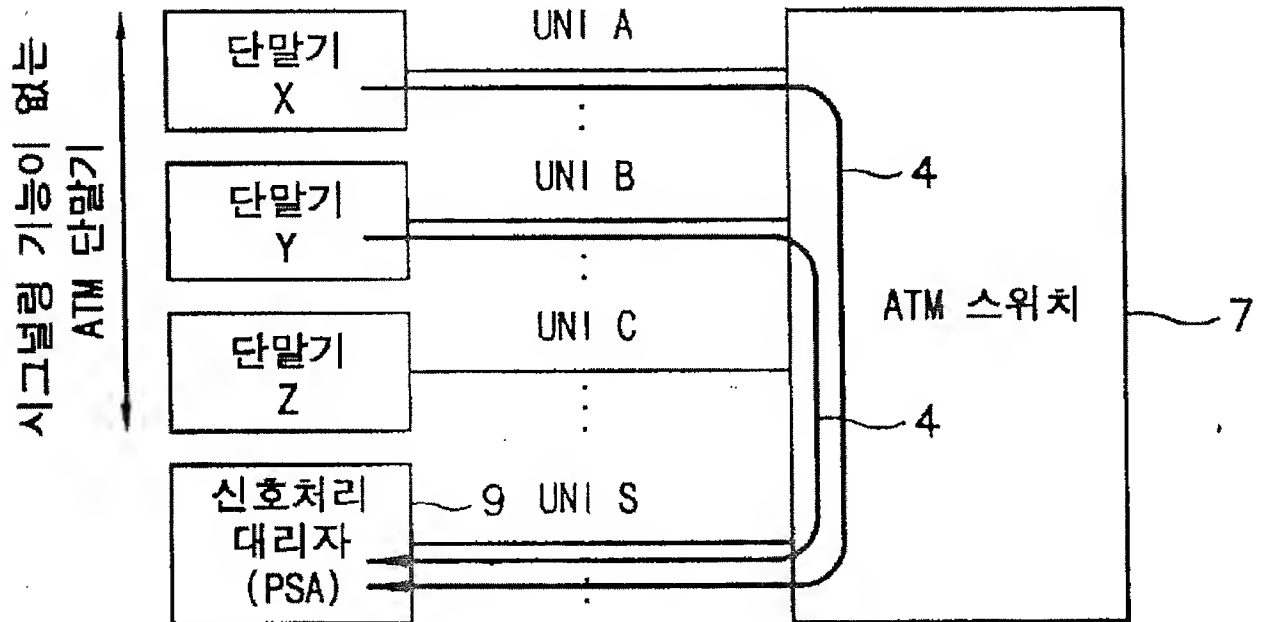 시그널링 기능이 없는
ATM 단말기
단말기
X
UNI A
단말기
Y
UNI B
단말기
Z
UNI C
신호처리
대리자
(PSA)
9
UNI S
4
4
ATM 스위치
7